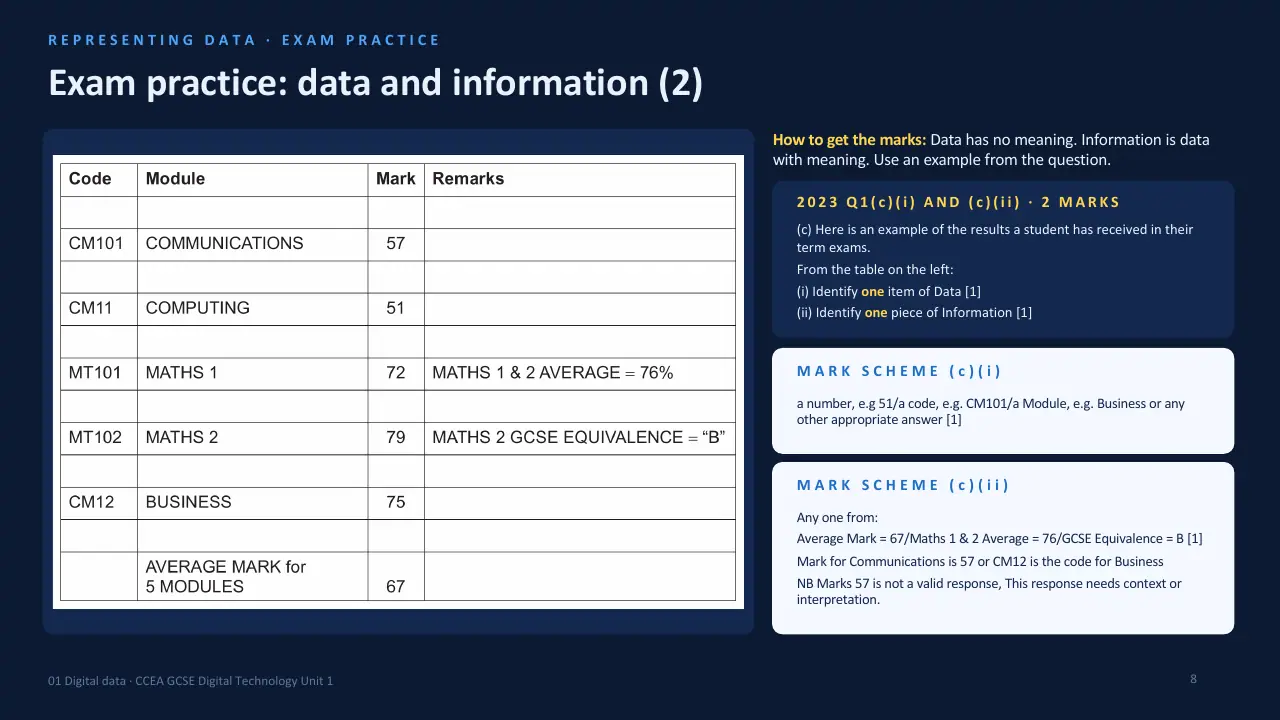 REPRESENTING DATA · EXAM PRACTICE
Exam practice: data and information (2)
Code Module Mark Remarks
CM101 COMMUNICATIONS 57
CM11 COMPUTING 51
MT101 MATHS 1 72 MATHS 1 & 2 AVERAGE = 76%
MT102 MATHS 2 79 MATHS 2 GCSE EQUIVALENCE = “B”
CM12 BUSINESS 75
AVERAGE MARK for
5 MODULES 67
How to get the marks: Data has no meaning. Information is data
with meaning. Use an example from the question.
2023 Q1(c)(i) AND (c)(ii) · 2 MARKS
(c) Here is an example of the results a student has received in their
term exams.
From the table on the left:
(i) Identify one item of Data [1]
(ii) Identify one piece of Information [1]
MARK SCHEME (c)(i)
a number, e.g 51/a code, e.g. CM101/a Module, e.g. Business or any
other appropriate answer [1]
MARK SCHEME (c)(ii)
Any one from:
Average Mark = 67/Maths 1 & 2 Average = 76/GCSE Equivalence = B [1]
Mark for Communications is 57 or CM12 is the code for Business
NB Marks 57 is not a valid response, This response needs context or
interpretation.
01 Digital data · CCEA GCSE Digital Technology Unit 1
8